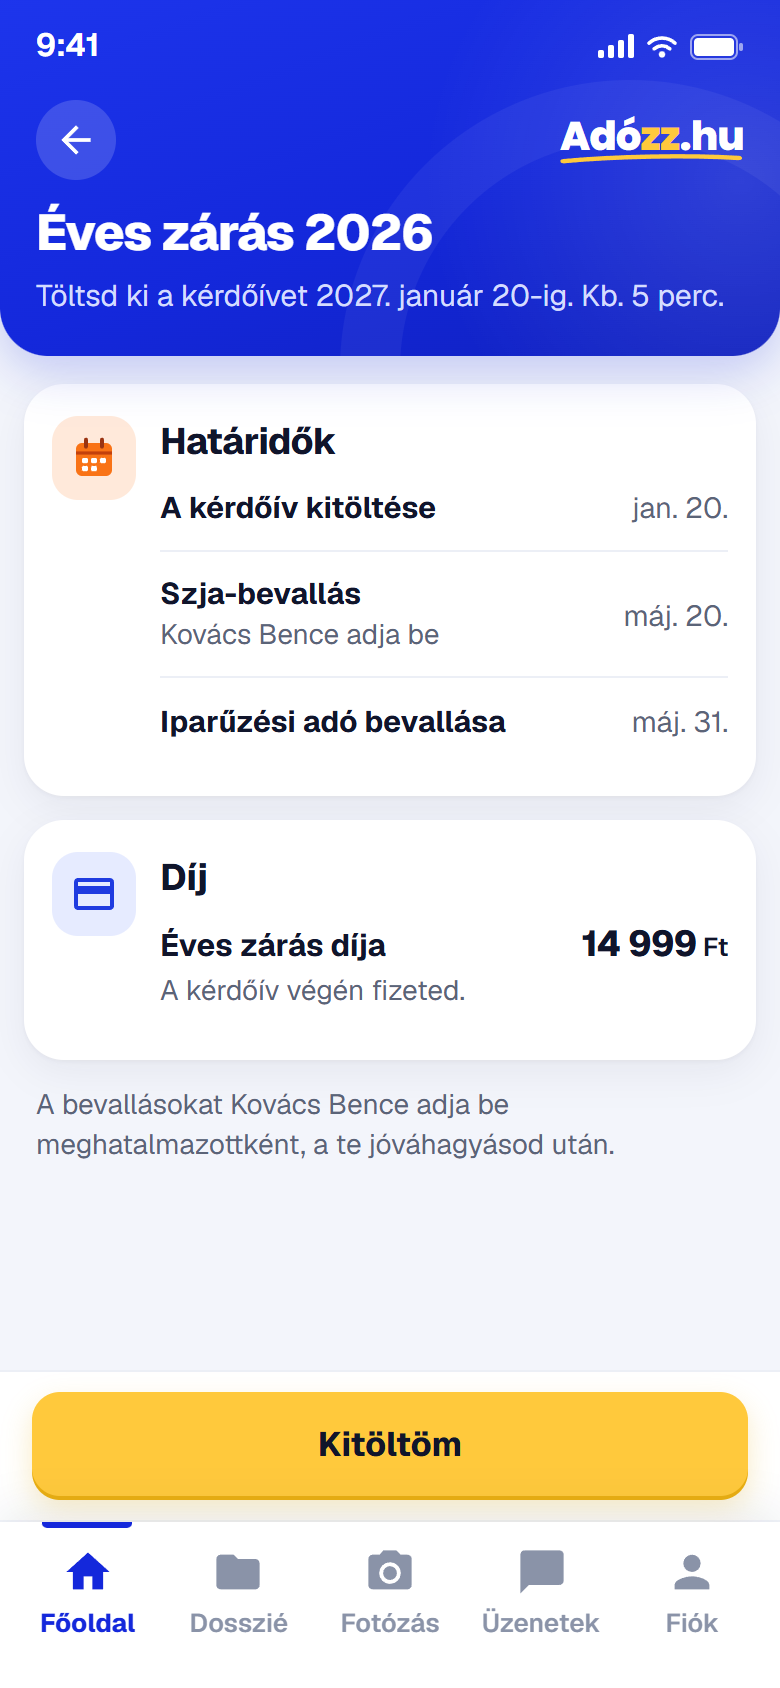 9:41
Adózz.hu
Éves zárás 2026
Töltsd ki a kérdőívet 2027. január 20-ig. Kb. 5 perc.
Határidők
A kérdőív kitöltése jan. 20.
Szja-bevallás
Kovács Bence adja be
máj. 20.
Iparűzési adó bevallása máj. 31.
Díj
Éves zárás díja 14 999 Ft
A kérdőív végén fizeted.
A bevallásokat Kovács Bence adja be
meghatalmazottként, a te jóváhagyásod után.
Kitöltöm
Főoldal Dosszié Fotózás Üzenetek Fiók